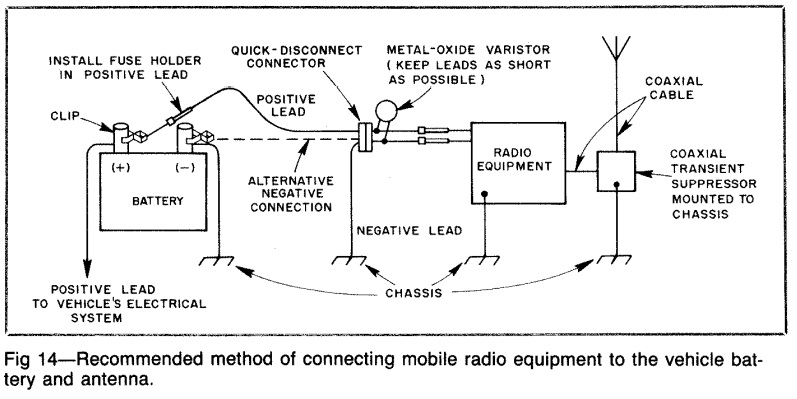 INSTALL FUSE HOLDER
IN POSITIVE LEAD
QUICK-DISCONNECT
CONNECTOR
METAL-OXIDE VARISTOR
(KEEP LEADS AS SHORT
AS POSSIBLE)
POSITIVE
LEAD
COAXIAL
CABLE
CLIP
(+)
(-)
BATTERY
ALTERNATIVE
NEGATIVE
CONNECTION
RADIO
EQUIPMENT
COAXIAL
TRANSIENT
SUPPRESSOR
MOUNTED TO
CHASSIS
NEGATIVE LEAD
POSITIVE LEAD
TO VEHICLE'S ELECTRICAL
SYSTEM
CHASSIS
Fig 14—Recommended method of connecting mobile radio equipment to the vehicle bat-
tery and antenna.